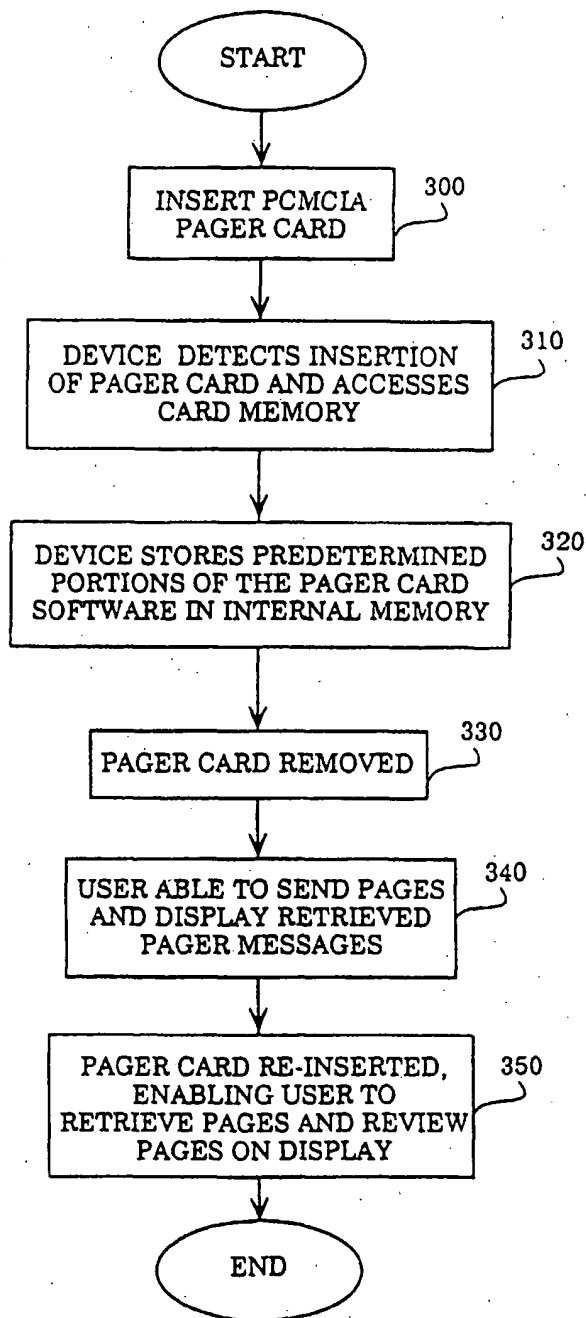 START
INSERT PCMCIA
PAGER CARD
300
DEVICE DETECTS INSERTION
OF PAGER CARD AND ACCESSES
CARD MEMORY
310
DEVICE STORES PREDETERMINED
PORTIONS OF THE PAGER CARD
SOFTWARE IN INTERNAL MEMORY
320
PAGER CARD REMOVED
330
USER ABLE TO SEND PAGES
AND DISPLAY RETRIEVED
PAGER MESSAGES
340
PAGER CARD RE-INSERTED,
ENABLING USER TO
RETRIEVE PAGES AND REVIEW
PAGES ON DISPLAY
350
END